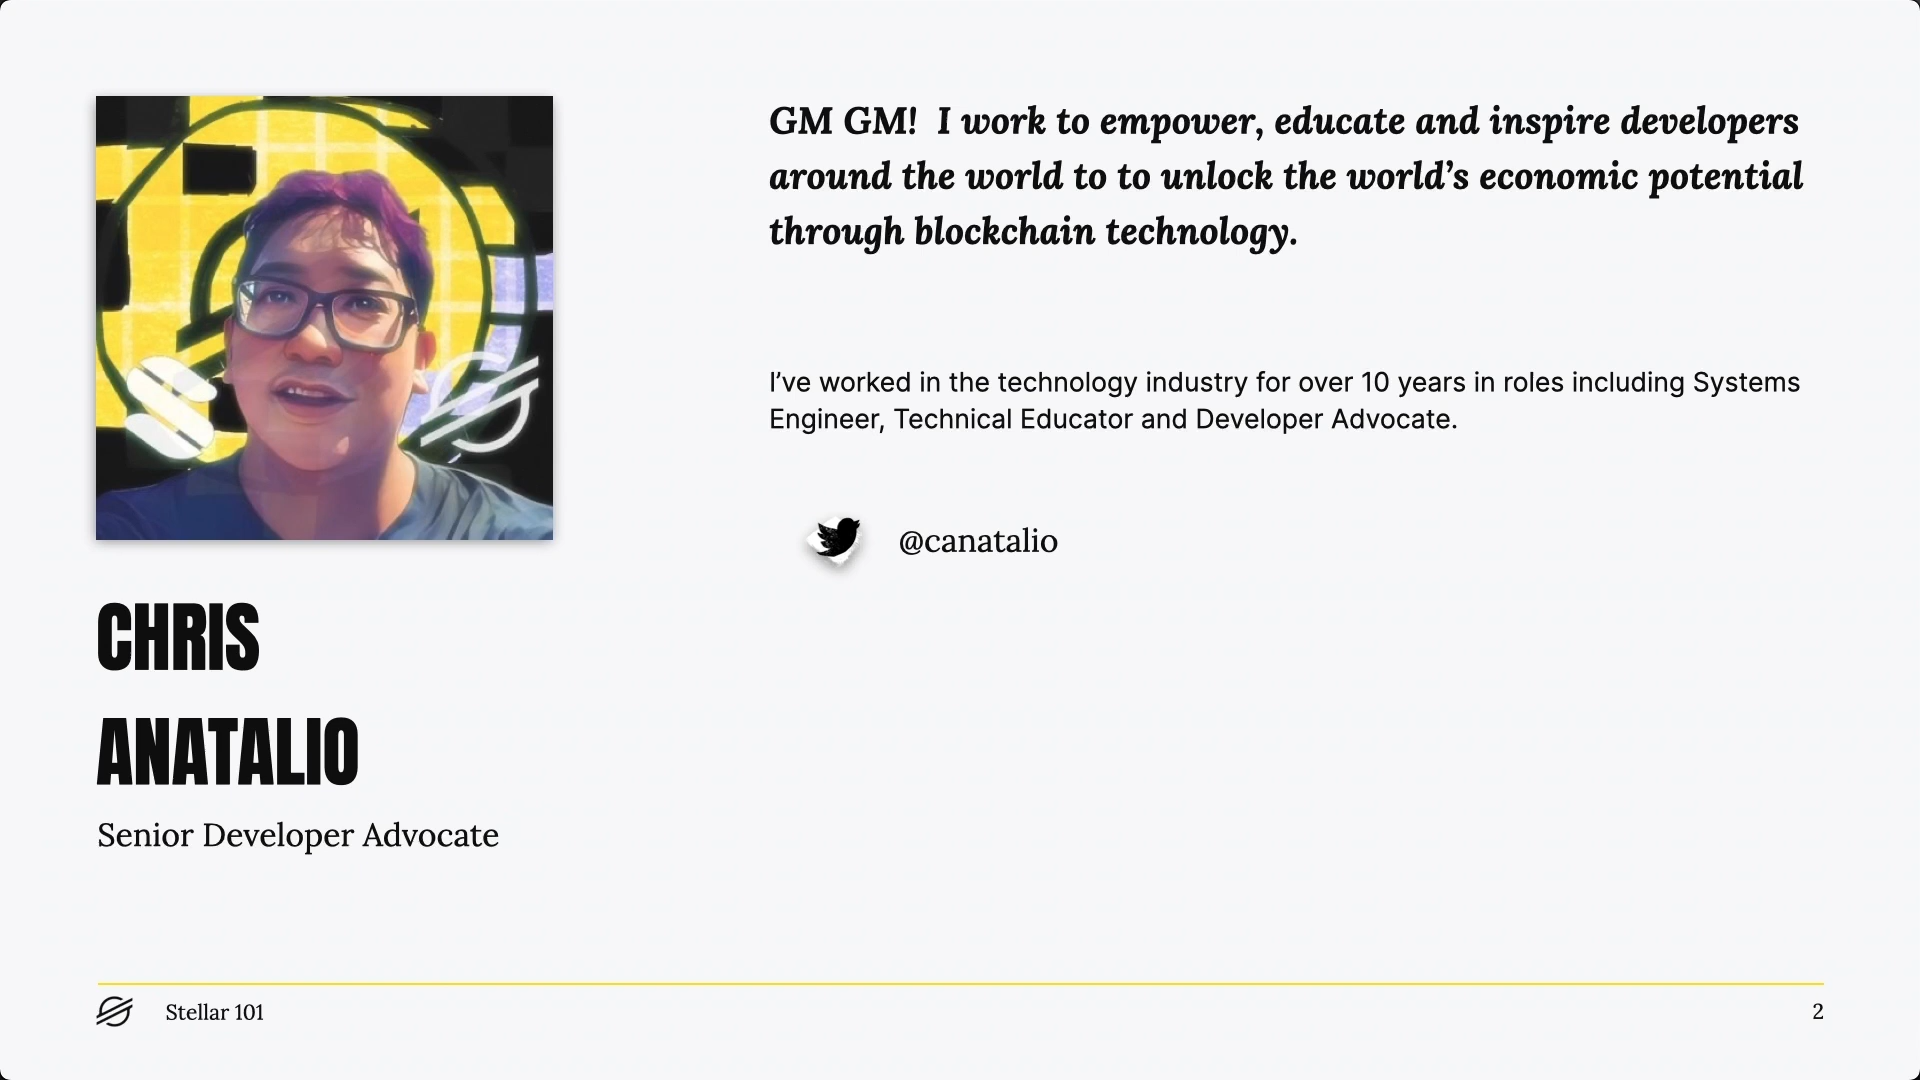 GM GM!  I work to empower, educate and inspire developers
around the world to to unlock the world’s economic potential
through blockchain technology.
I’ve worked in the technology industry for over 10 years in roles including Systems
Engineer, Technical Educator and Developer Advocate.
@canatalio
CHRIS
ANATALIO
Senior Developer Advocate
Stellar 101
2